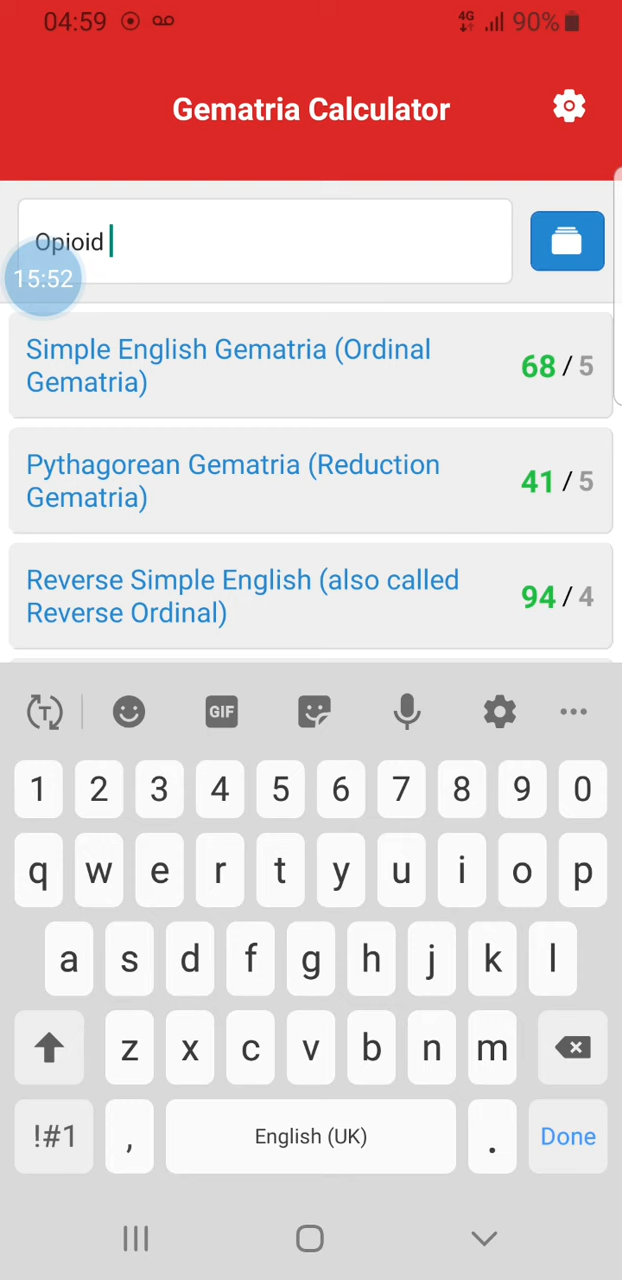 04:59 4G 90%
Gematria Calculator
Opioid
15:52
Simple English Gematria (Ordinal
Gematria)
68 / 5
Pythagorean Gematria (Reduction
Gematria)
41 / 5
Reverse Simple English (also called
Reverse Ordinal)
94 / 4
T GIF
1 2 3 4 5 6 7 8 9 0
q w e r t y u i o p
a s d f g h j k l
z x c v b n m
!#1 , English (UK) . Done